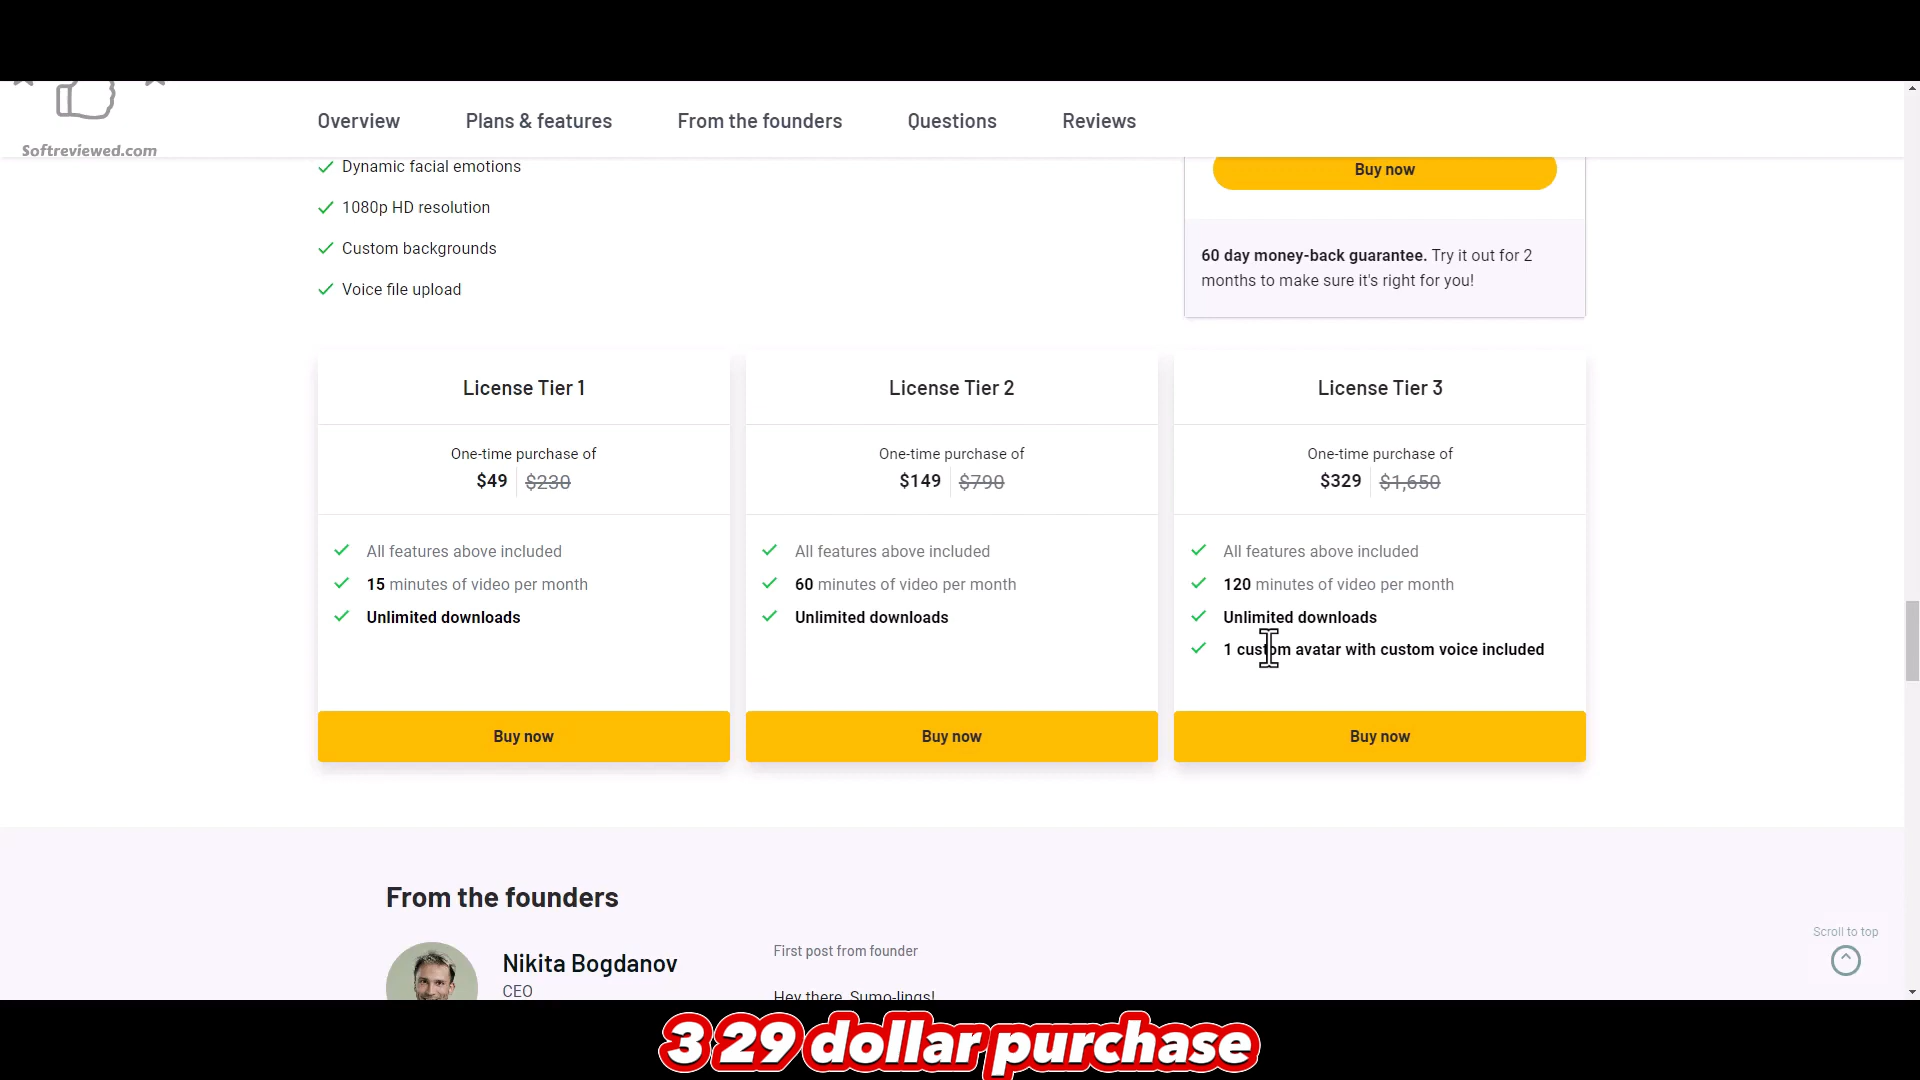 Softreviewed.com
Overview
Plans & features
From the founders
Questions
Reviews
Dynamic facial emotions
1080p HD resolution
Custom backgrounds
Voice file upload
Buy now
60 day money-back guarantee. Try it out for 2
months to make sure it's right for you!
License Tier 1
One-time purchase of
$49 $230
All features above included
15 minutes of video per month
Unlimited downloads
Buy now
License Tier 2
One-time purchase of
$149 $790
All features above included
60 minutes of video per month
Unlimited downloads
Buy now
License Tier 3
One-time purchase of
$329 $1,650
All features above included
120 minutes of video per month
Unlimited downloads
1 custom avatar with custom voice included
Buy now
From the founders
Nikita Bogdanov
CEO
First post from founder
Hey there, Sumo-lings!
Scroll to top
3 29 dollar purchase